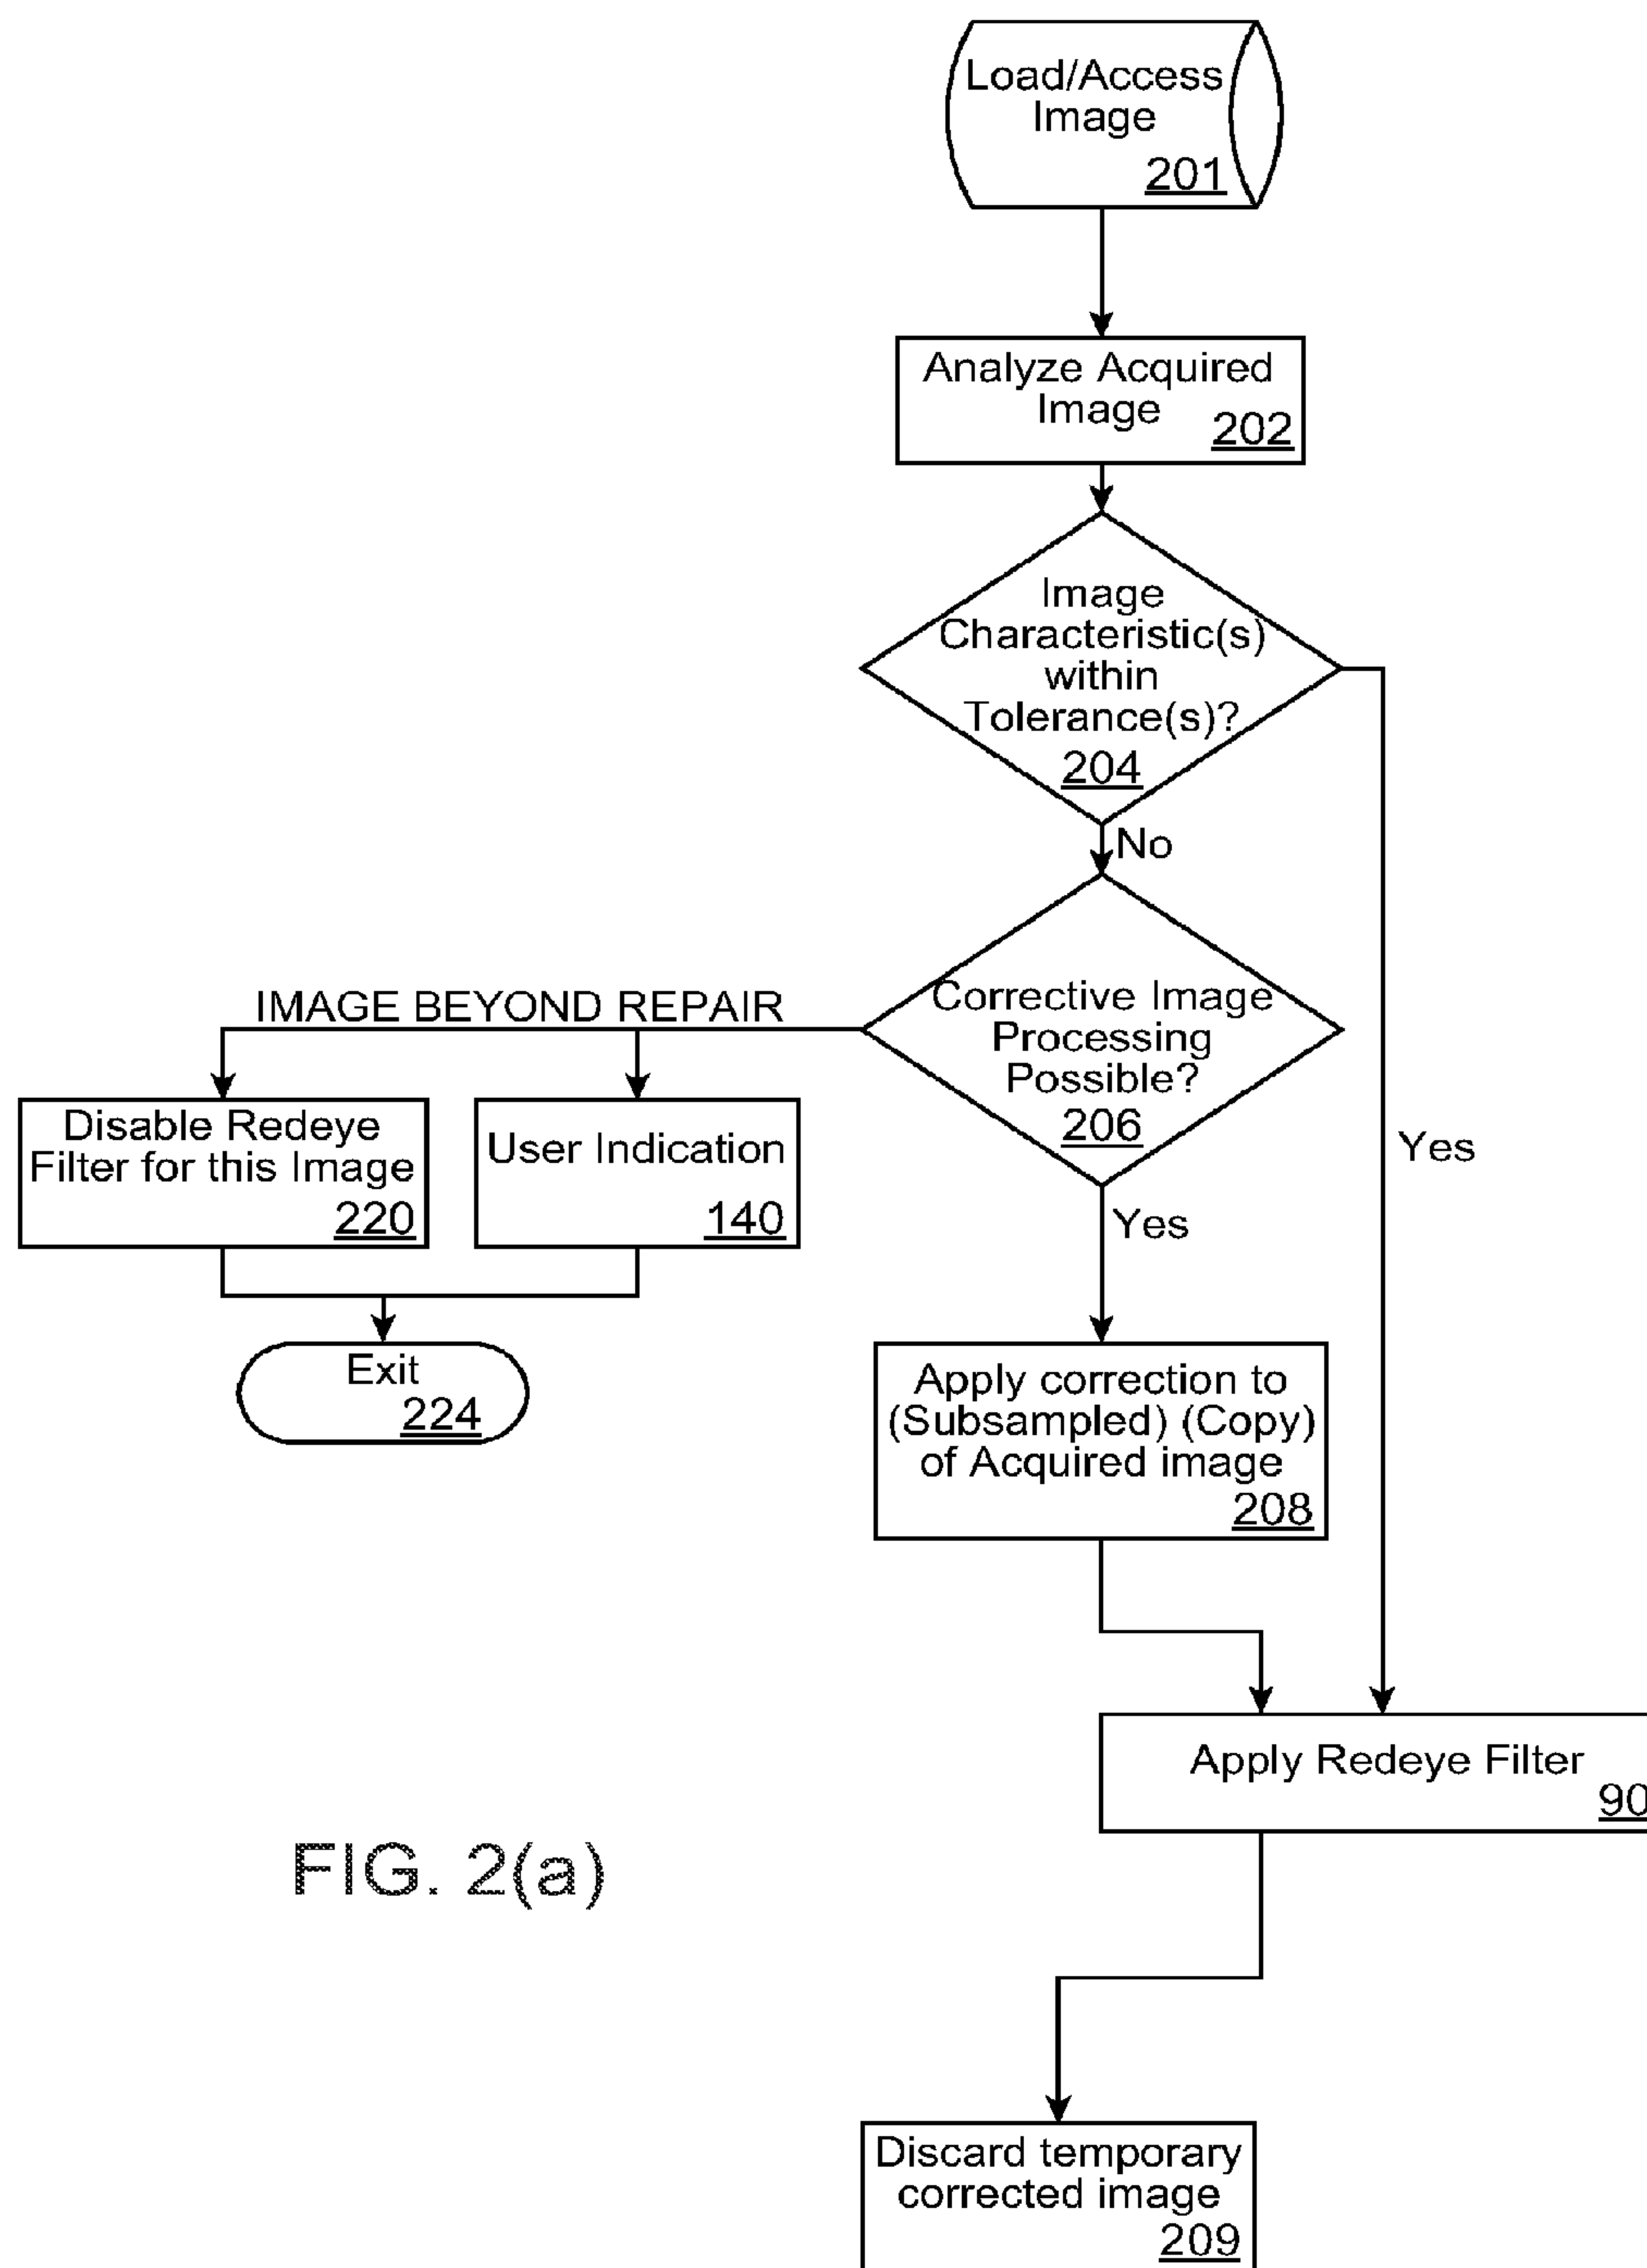 Load/Access
Image
201
Analyze Acquired
Image
202
Image
Characteristic(s)
within
Tolerance(s)?
204
No
IMAGE BEYOND REPAIR
Corrective Image
Processing
Possible?
206
Yes
Disable Redeye
Filter for this Image
220
User Indication
140
Yes
Exit
224
Apply correction to
(Subsampled) (Copy)
of Acquired image
208
Apply Redeye Filter
90
FIG. 2(a)
Discard temporary
corrected image
209